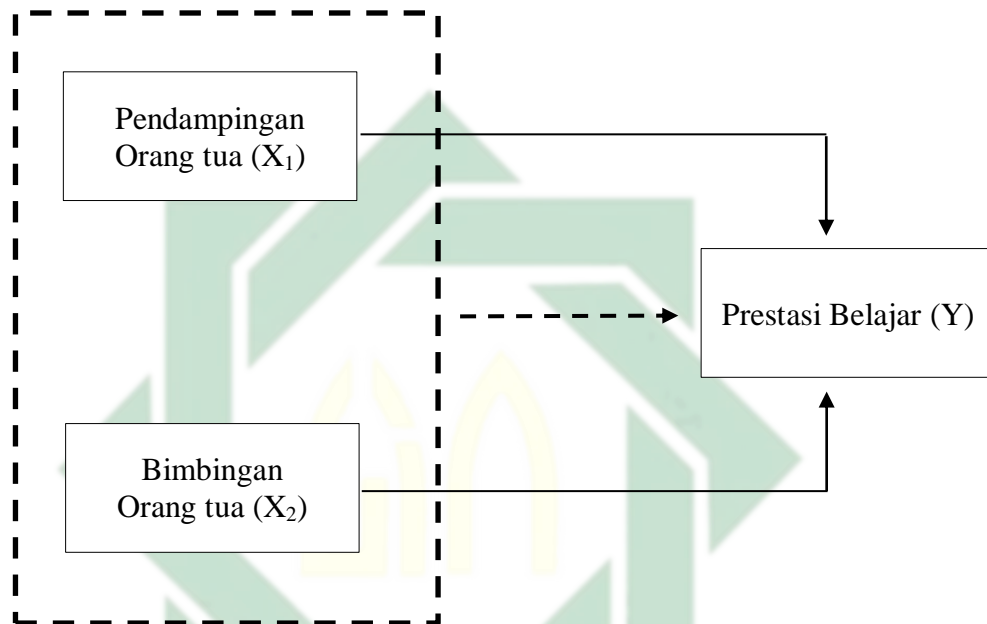 Pendampingan
Orang tua (X₁)
Prestasi Belajar (Y)
Bimbingan
Orang tua (X₂)